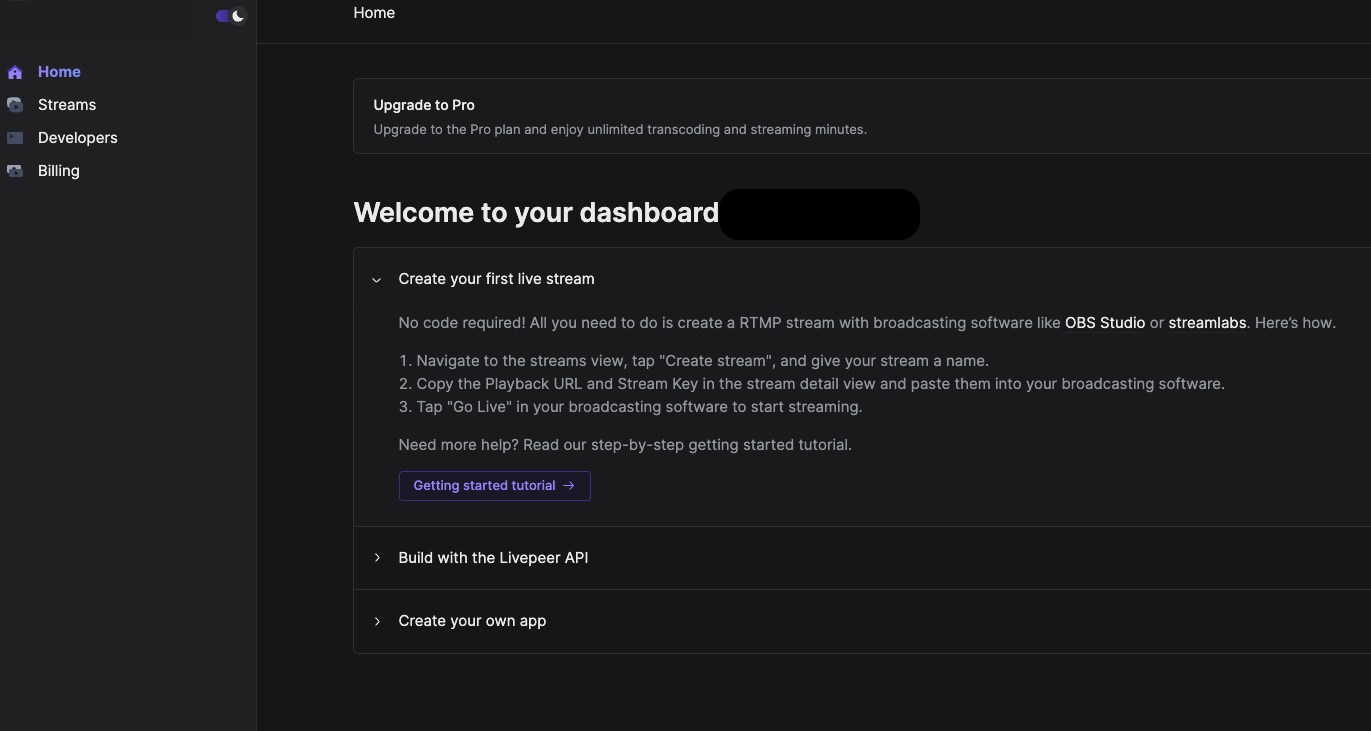 Home
Home
Streams
Developers
Billing
Upgrade to Pro
Upgrade to the Pro plan and enjoy unlimited transcoding and streaming minutes.
Welcome to your dashboard
Create your first live stream
No code required! All you need to do is create a RTMP stream with broadcasting software like OBS Studio or streamlabs. Here’s how.
1. Navigate to the streams view, tap "Create stream", and give your stream a name.
2. Copy the Playback URL and Stream Key in the stream detail view and paste them into your broadcasting software.
3. Tap "Go Live" in your broadcasting software to start streaming.
Need more help? Read our step-by-step getting started tutorial.
Getting started tutorial →
Build with the Livepeer API
Create your own app